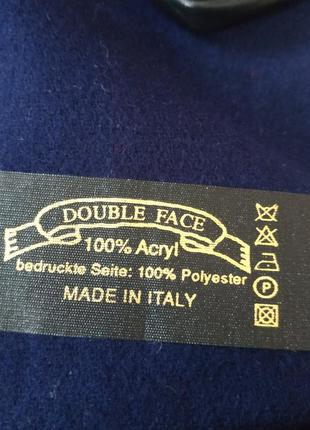 DOUBLE FACE
100% Acryl
bedruckte Seite: 100% Polyester
MADE IN ITALY
P